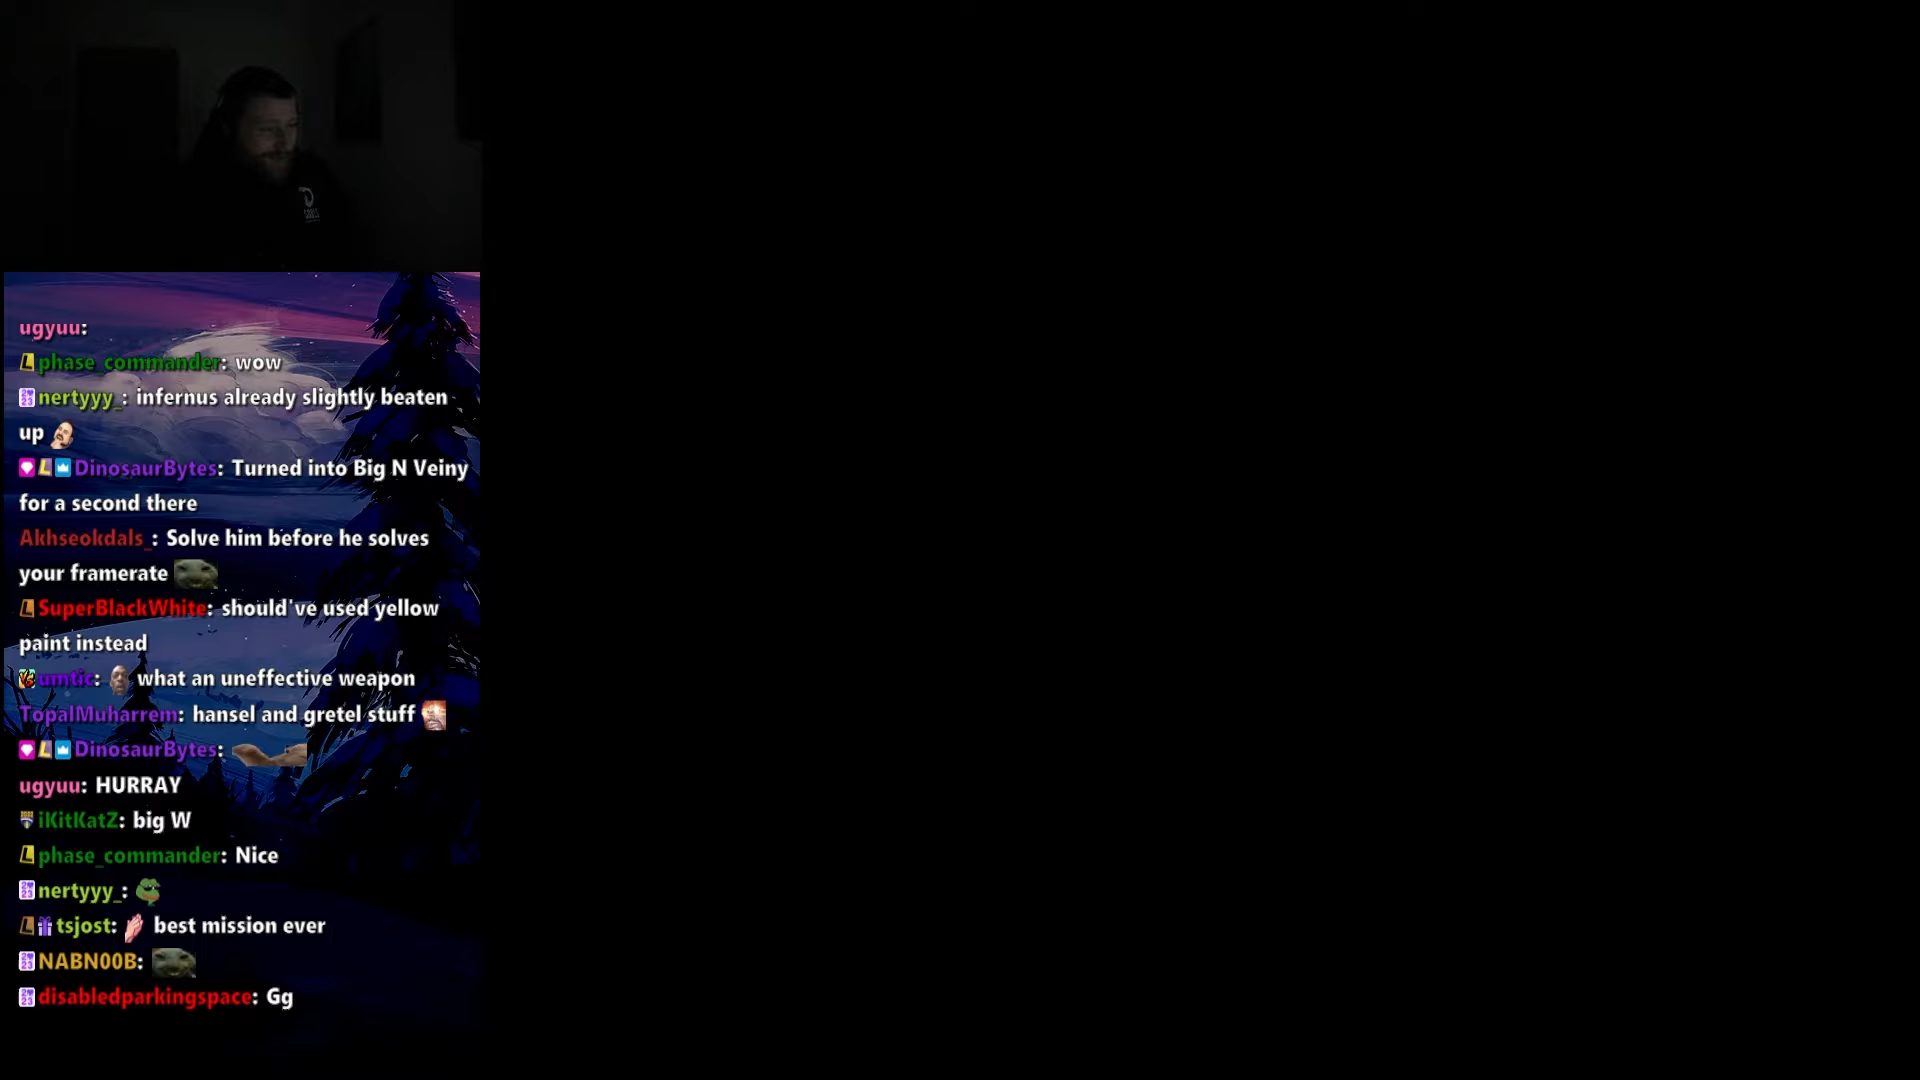 ugyuu:
phase_commander: wow
nertyyy_: infernus already slightly beaten
up
DinosaurBytes: Turned into Big N Veiny
for a second there
Akhseokdals_: Solve him before he solves
your framerate
SuperBlackWhite: should've used yellow
paint instead
umtic: what an uneffective weapon
TopalMuharrem: hansel and gretel stuff
DinosaurBytes:
ugyuu: HURRAY
iKitKatZ: big W
phase_commander: Nice
nertyyy_:
tsjost: best mission ever
NABN00B:
disabledparkingspace: Gg